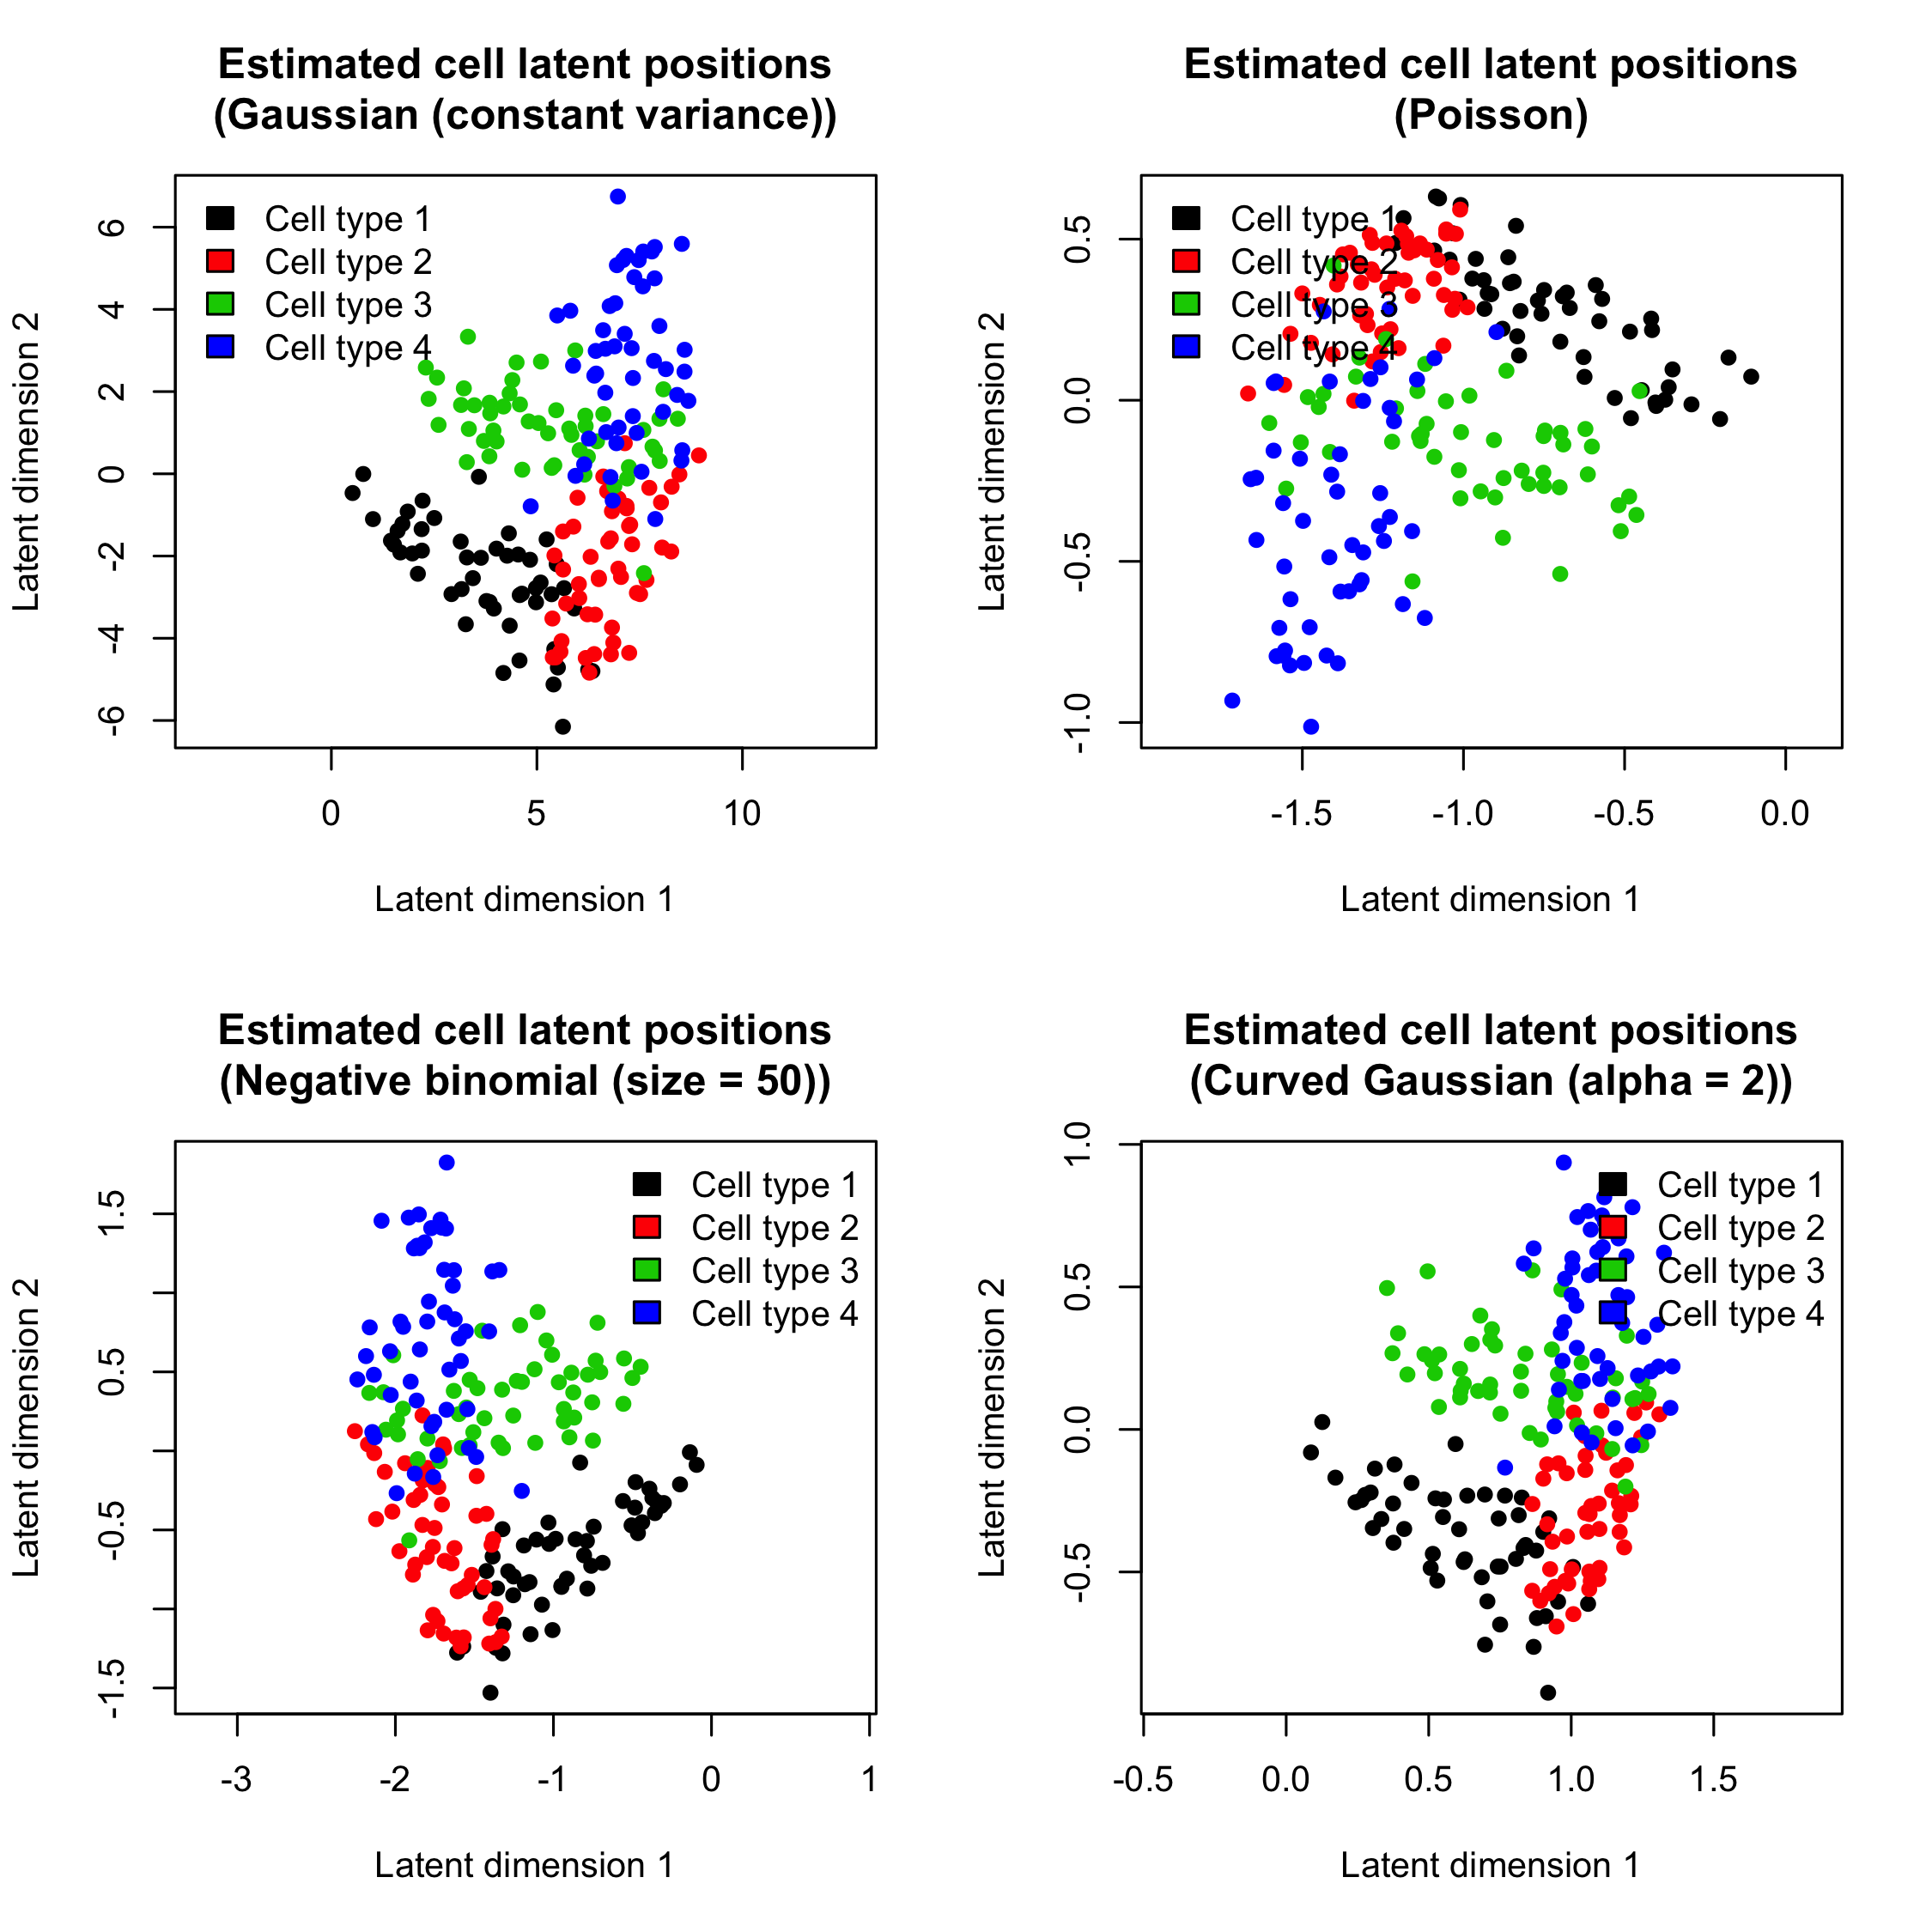 Estimated cell latent positions
(Gaussian (constant variance))
Latent dimension 2
6
4
2
0
-2
-4
-6
Cell type 1
Cell type 2
Cell type 3
Cell type 4
0 5 10
Latent dimension 1
Estimated cell latent positions
(Poisson)
Latent dimension 2
0.5
0.0
-0.5
-1.0
Cell type 1
Cell type 2
Cell type 3
Cell type 4
-1.5 -1.0 -0.5 0.0
Latent dimension 1
Estimated cell latent positions
(Negative binomial (size = 50))
Latent dimension 2
1.5
0.5
-0.5
-1.5
Cell type 1
Cell type 2
Cell type 3
Cell type 4
-3 -2 -1 0 1
Latent dimension 1
Estimated cell latent positions
(Curved Gaussian (alpha = 2))
Latent dimension 2
1.0
0.5
0.0
-0.5
Cell type 1
Cell type 2
Cell type 3
Cell type 4
-0.5 0.0 0.5 1.0 1.5
Latent dimension 1